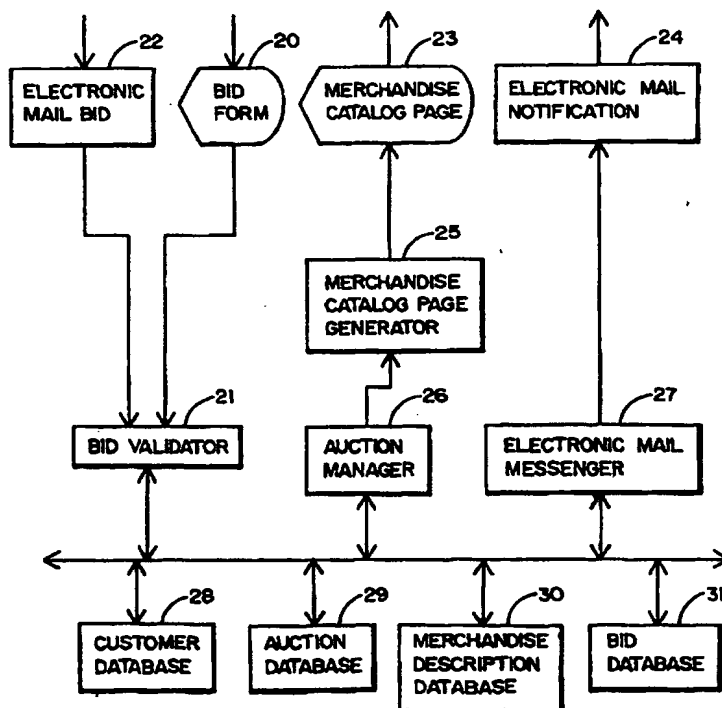 22
20
23
24
ELECTRONIC
MAIL BID
BID
FORM
MERCHANDISE
CATALOG PAGE
ELECTRONIC MAIL
NOTIFICATION
25
MERCHANDISE
CATALOG PAGE
GENERATOR
21
26
27
BID VALIDATOR
AUCTION
MANAGER
ELECTRONIC MAIL
MESSENGER
28
29
30
31
CUSTOMER
DATABASE
AUCTION
DATABASE
MERCHANDISE
DESCRIPTION
DATABASE
BID
DATABASE